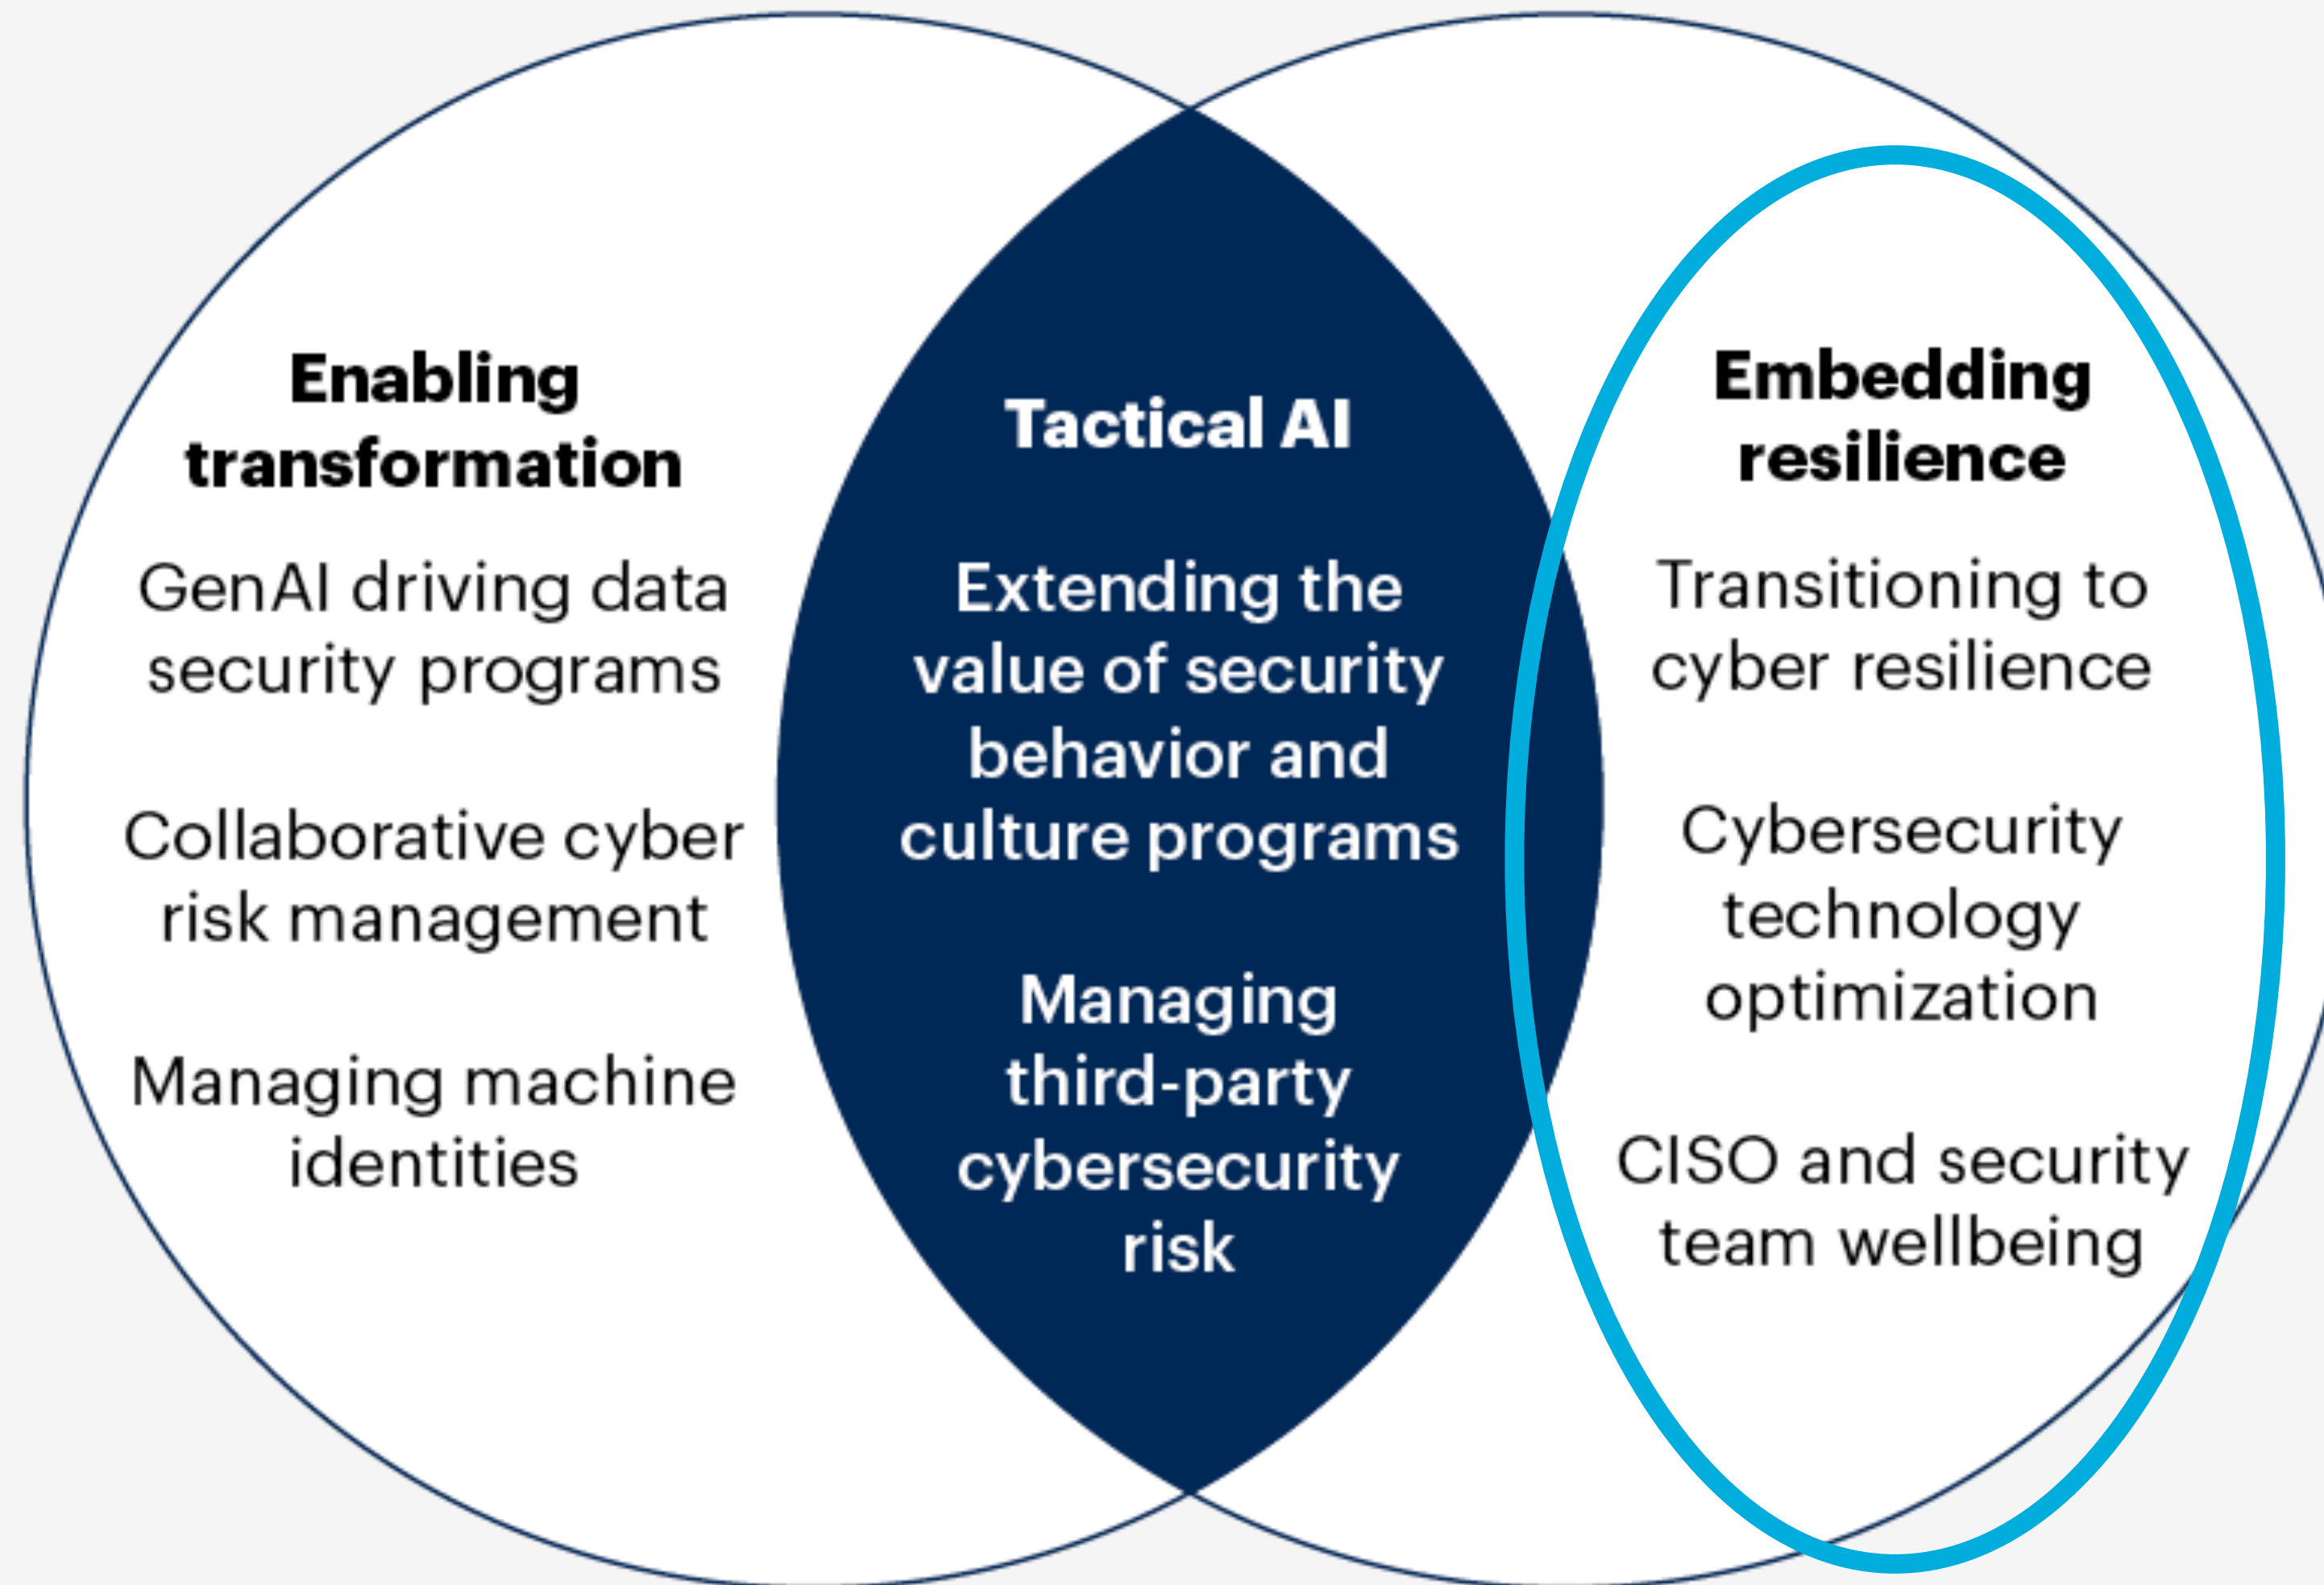 Enabling
transformation
GenAI driving data
security programs
Collaborative cyber
risk management
Managing machine
identities
Tactical AI
Extending the
value of security
behavior and
culture programs
Managing
third-party
cybersecurity
risk
Embedding
resilience
Transitioning to
cyber resilience
Cybersecurity
technology
optimization
CISO and security
team wellbeing